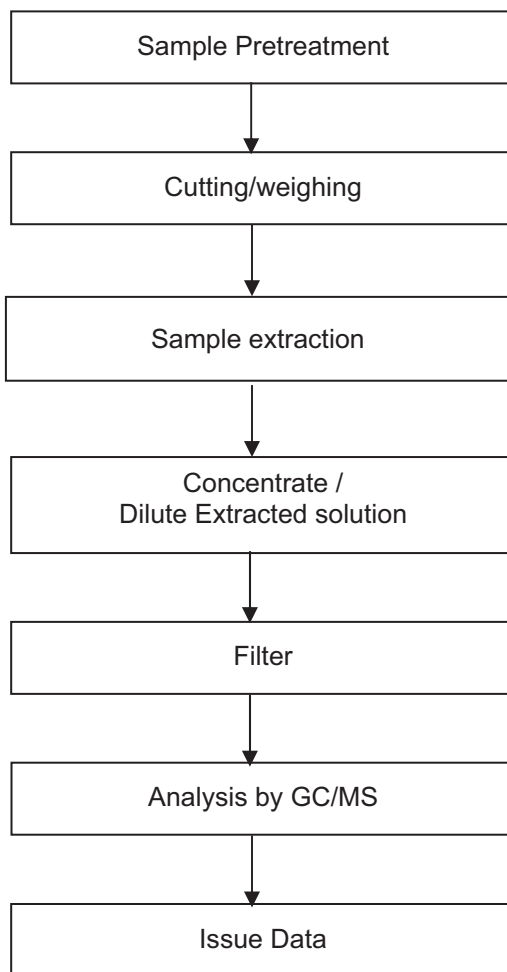 Sample Pretreatment
Cutting/weighing
Sample extraction
Concentrate /
Dilute Extracted solution
Filter
Analysis by GC/MS
Issue Data